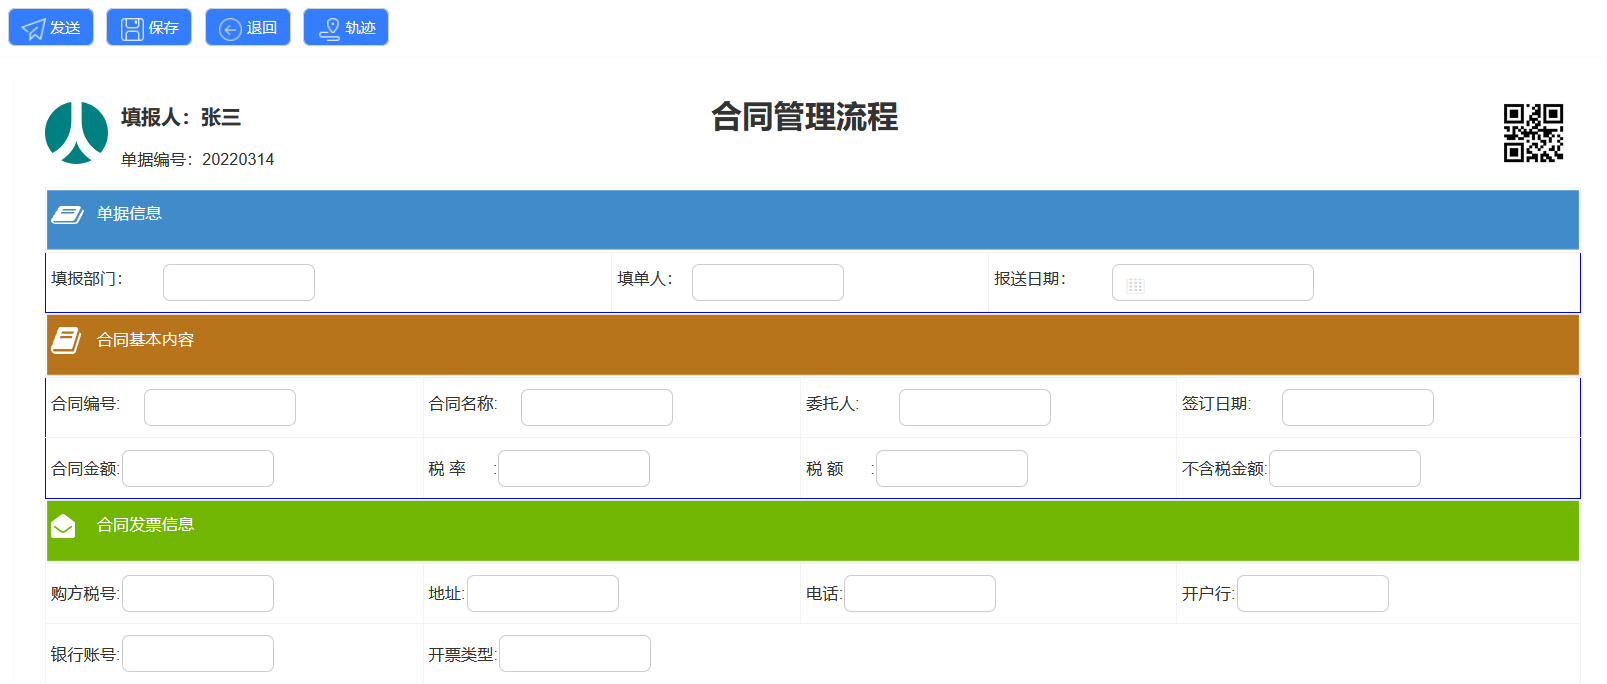 发送 保存 退回 轨迹
填报人：张三
合同管理流程
单据编号：20220314
单据信息
填报部门： 填单人： 报送日期：
合同基本内容
合同编号: 合同名称: 委托人: 签订日期:
合同金额: 税 率 : 税 额 : 不含税金额:
合同发票信息
购方税号: 地址: 电话: 开户行:
银行账号: 开票类型: